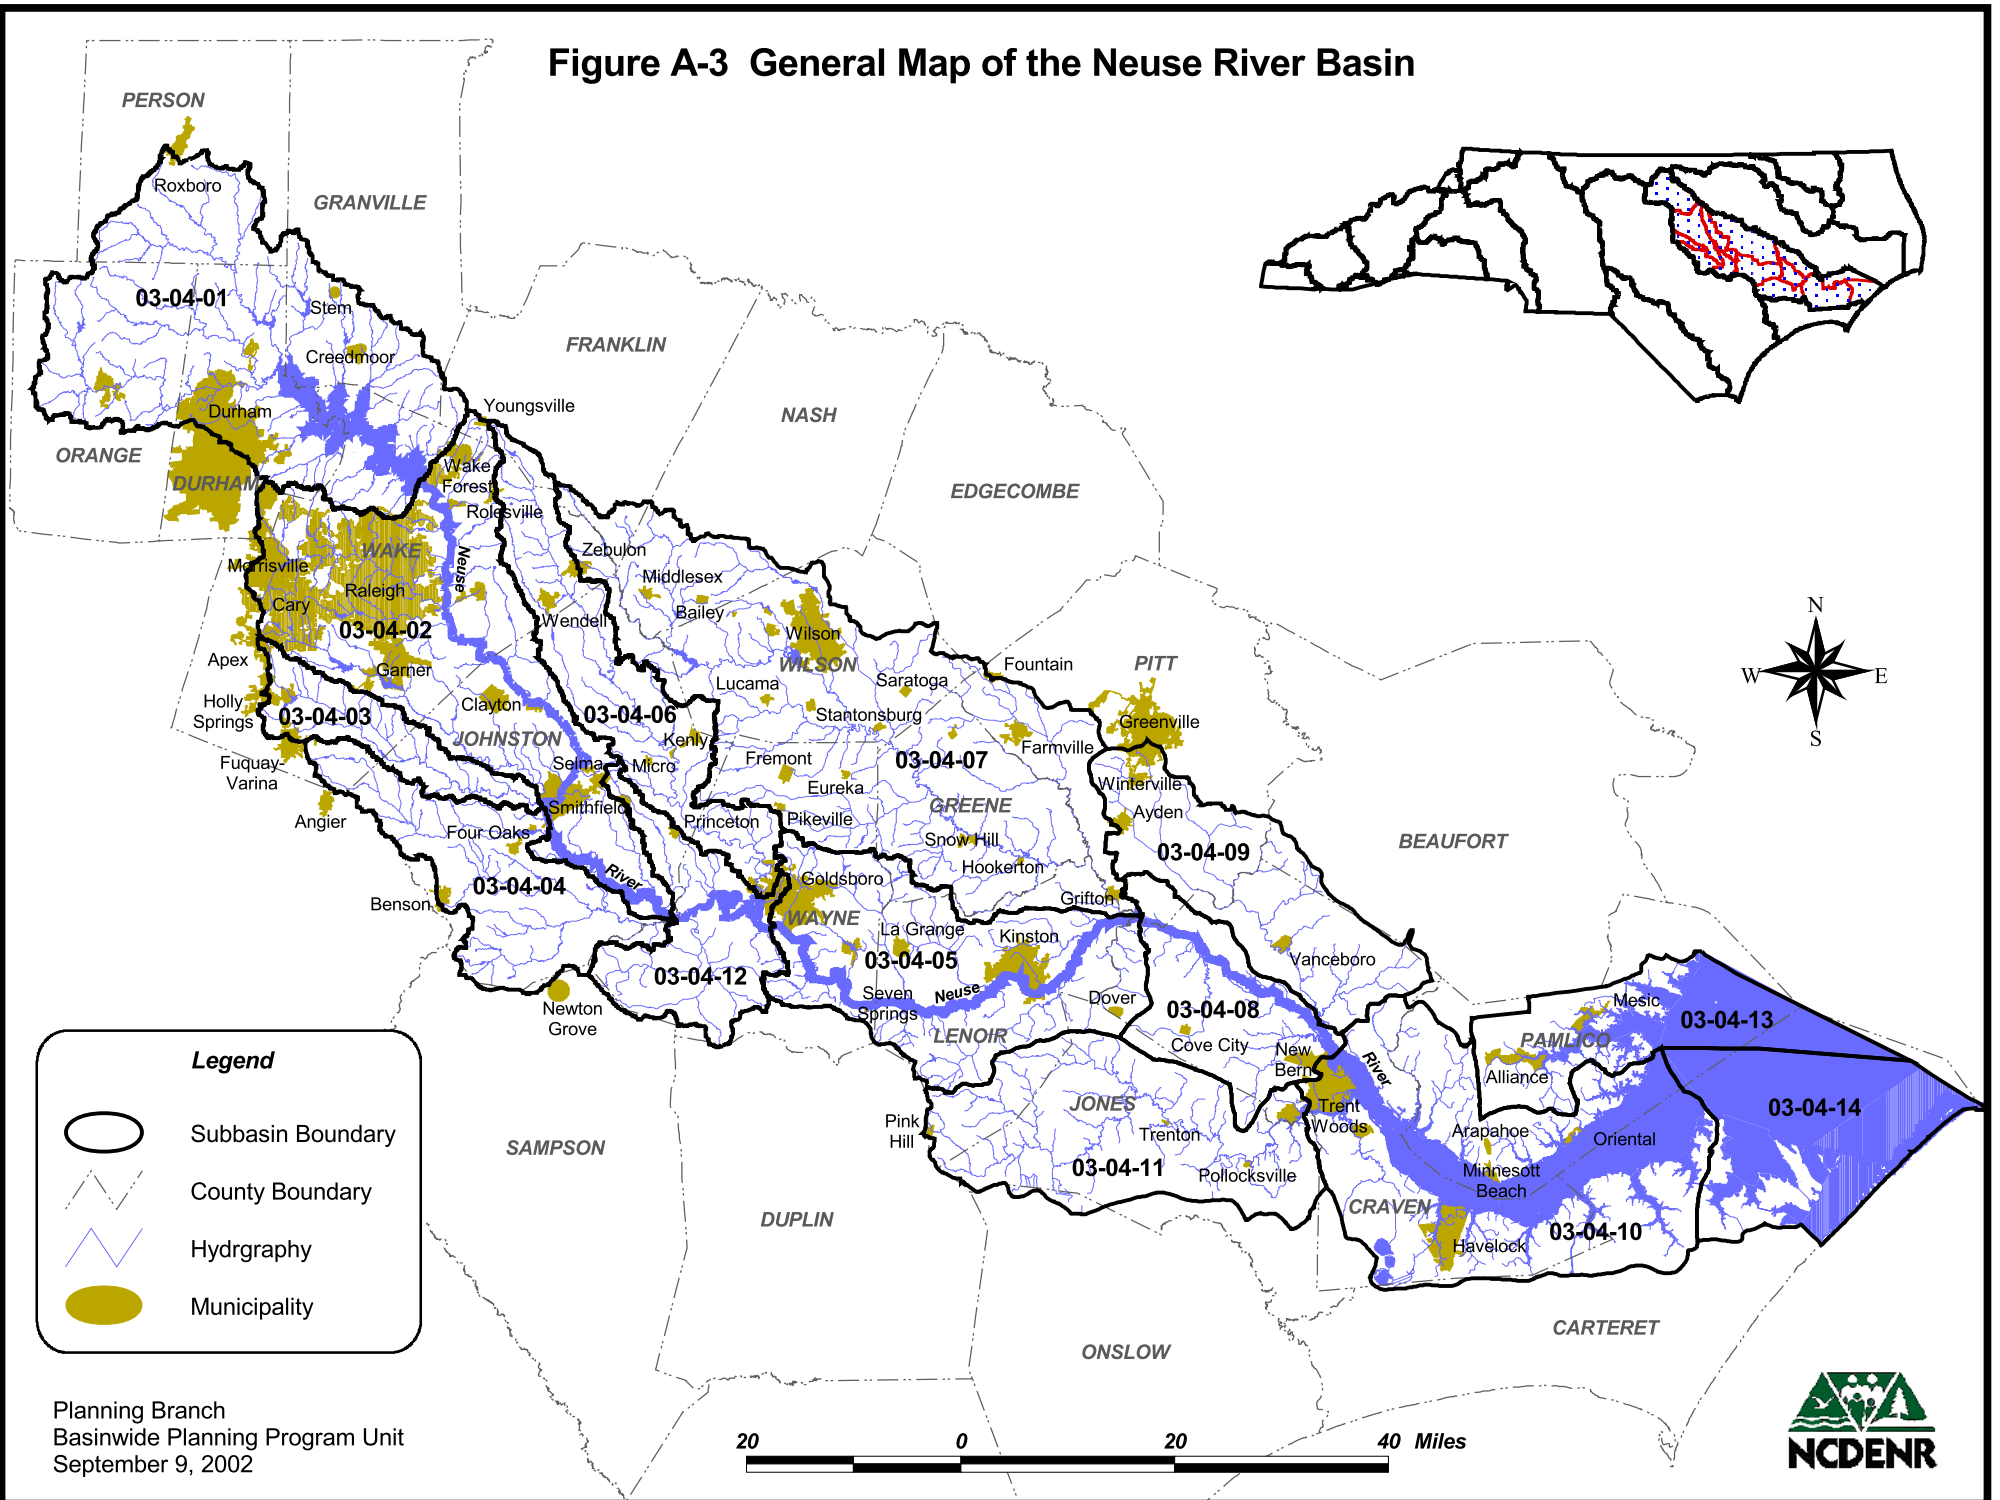 Figure A-3  General Map of the Neuse River Basin
PERSON
Roxboro
GRANVILLE
03-04-01
Stem
Creedmoor
FRANKLIN
Durham
Youngsville
NASH
ORANGE
DURHAM
Wake
Forest
EDGECOMBE
Rolesville
WAKE
Neuse
Zebulon
Morrisville
Middlesex
Raleigh
Cary
Bailey
Wendell
03-04-02
Wilson
N
W
E
S
Apex
Garner
WILSON
Fountain
PITT
Lucama
Saratoga
Holly
Springs
03-04-03
Clayton
03-04-06
Stantonsburg
Greenville
JOHNSTON
Kenly
Farmville
Fuquay-
Varina
Selma
Micro
Fremont
03-04-07
Eureka
Winterville
Smithfield
GREENE
Angier
Four Oaks
Princeton
Pikeville
Ayden
Snow Hill
BEAUFORT
03-04-09
Hookerton
River
03-04-04
Goldsboro
Benson
Grifton
WAYNE
La Grange
Kinston
03-04-12
03-04-05
Vanceboro
Seven
Springs
Neuse
Dover
Newton
Grove
03-04-08
Mesic
03-04-13
LENOIR
Cove City
PAMLICO
New
Bern
River
Alliance
JONES
03-04-14
Pink
Hill
Trent
Woods
Trenton
Arapahoe
Oriental
SAMPSON
03-04-11
Pollocksville
Minnesott
Beach
CRAVEN
DUPLIN
03-04-10
Havelock
CARTERET
ONSLOW
Legend
Subbasin Boundary
County Boundary
Hydrgraphy
Municipality
Planning Branch
Basinwide Planning Program Unit
September 9, 2002
20 0 20 40 Miles
NCDENR